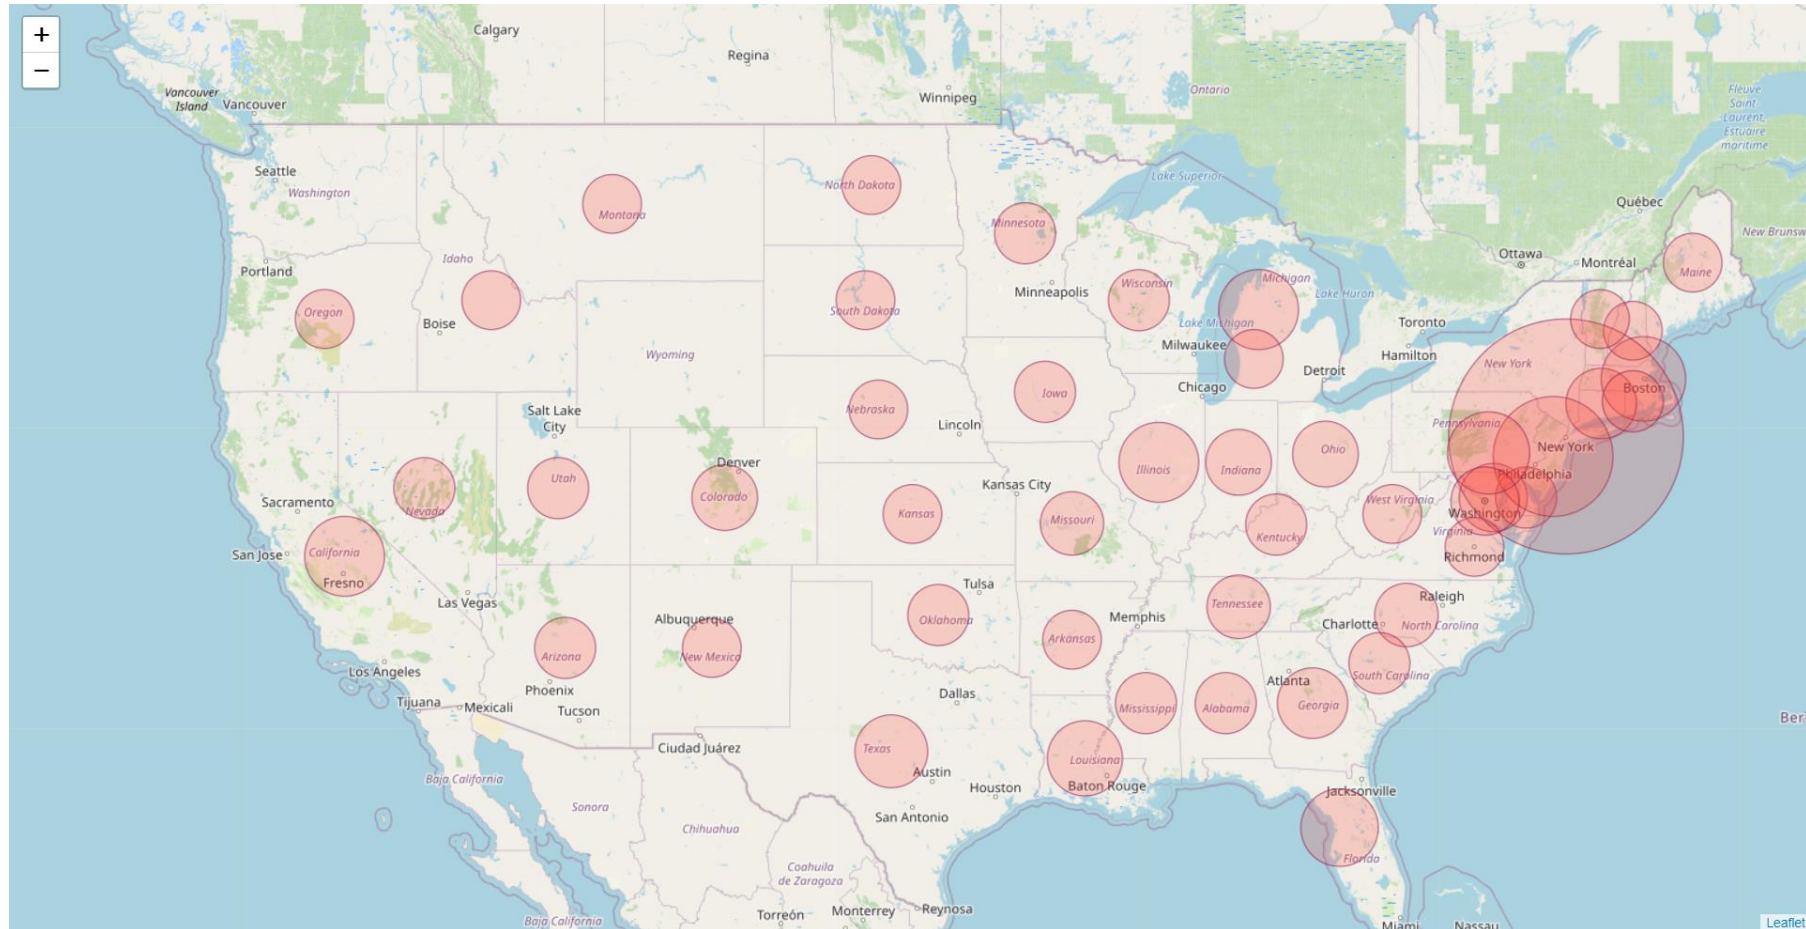 +
−
Calgary
Regina
Vancouver
Island
Vancouver
Winnipeg
Ontario
Fleuve
Saint
Laurent,
Estuaire
maritime
Seattle
Washington
North Dakota
Montana
Minnesota
Lake Superior
Québec
New Brunsw
Portland
Idaho
Ottawa
Montréal
Maine
Oregon
Boise
South Dakota
Minneapolis
Wisconsin
Michigan
Lake Huron
Lake Michigan
Toronto
Milwaukee
Hamilton
Wyoming
New York
Detroit
Chicago
Boston
Iowa
Nebraska
Salt Lake
City
Lincoln
Pennsylvania
New York
Ohio
Denver
Utah
Colorado
Illinois
Indiana
Philadelphia
Kansas City
Sacramento
Nevada
Kansas
Missouri
West Virginia
Washington
Kentucky
Virginia
Richmond
San Jose
California
Fresno
Las Vegas
Tulsa
Albuquerque
Oklahoma
Memphis
Tennessee
Raleigh
Charlotte
North Carolina
Arkansas
Arizona
New Mexico
Los Angeles
Phoenix
Atlanta
South Carolina
Tijuana
Mexicali
Tucson
Dallas
Mississippi
Alabama
Georgia
Ber
Ciudad Juárez
Texas
Austin
Louisiana
Baton Rouge
Baja California
Houston
Jacksonville
Sonora
San Antonio
Chihuahua
Florida
Coahuila
de Zaragoza
Baja California
Torreón
Monterrey
Reynosa
Miami
Nassau
Leaflet